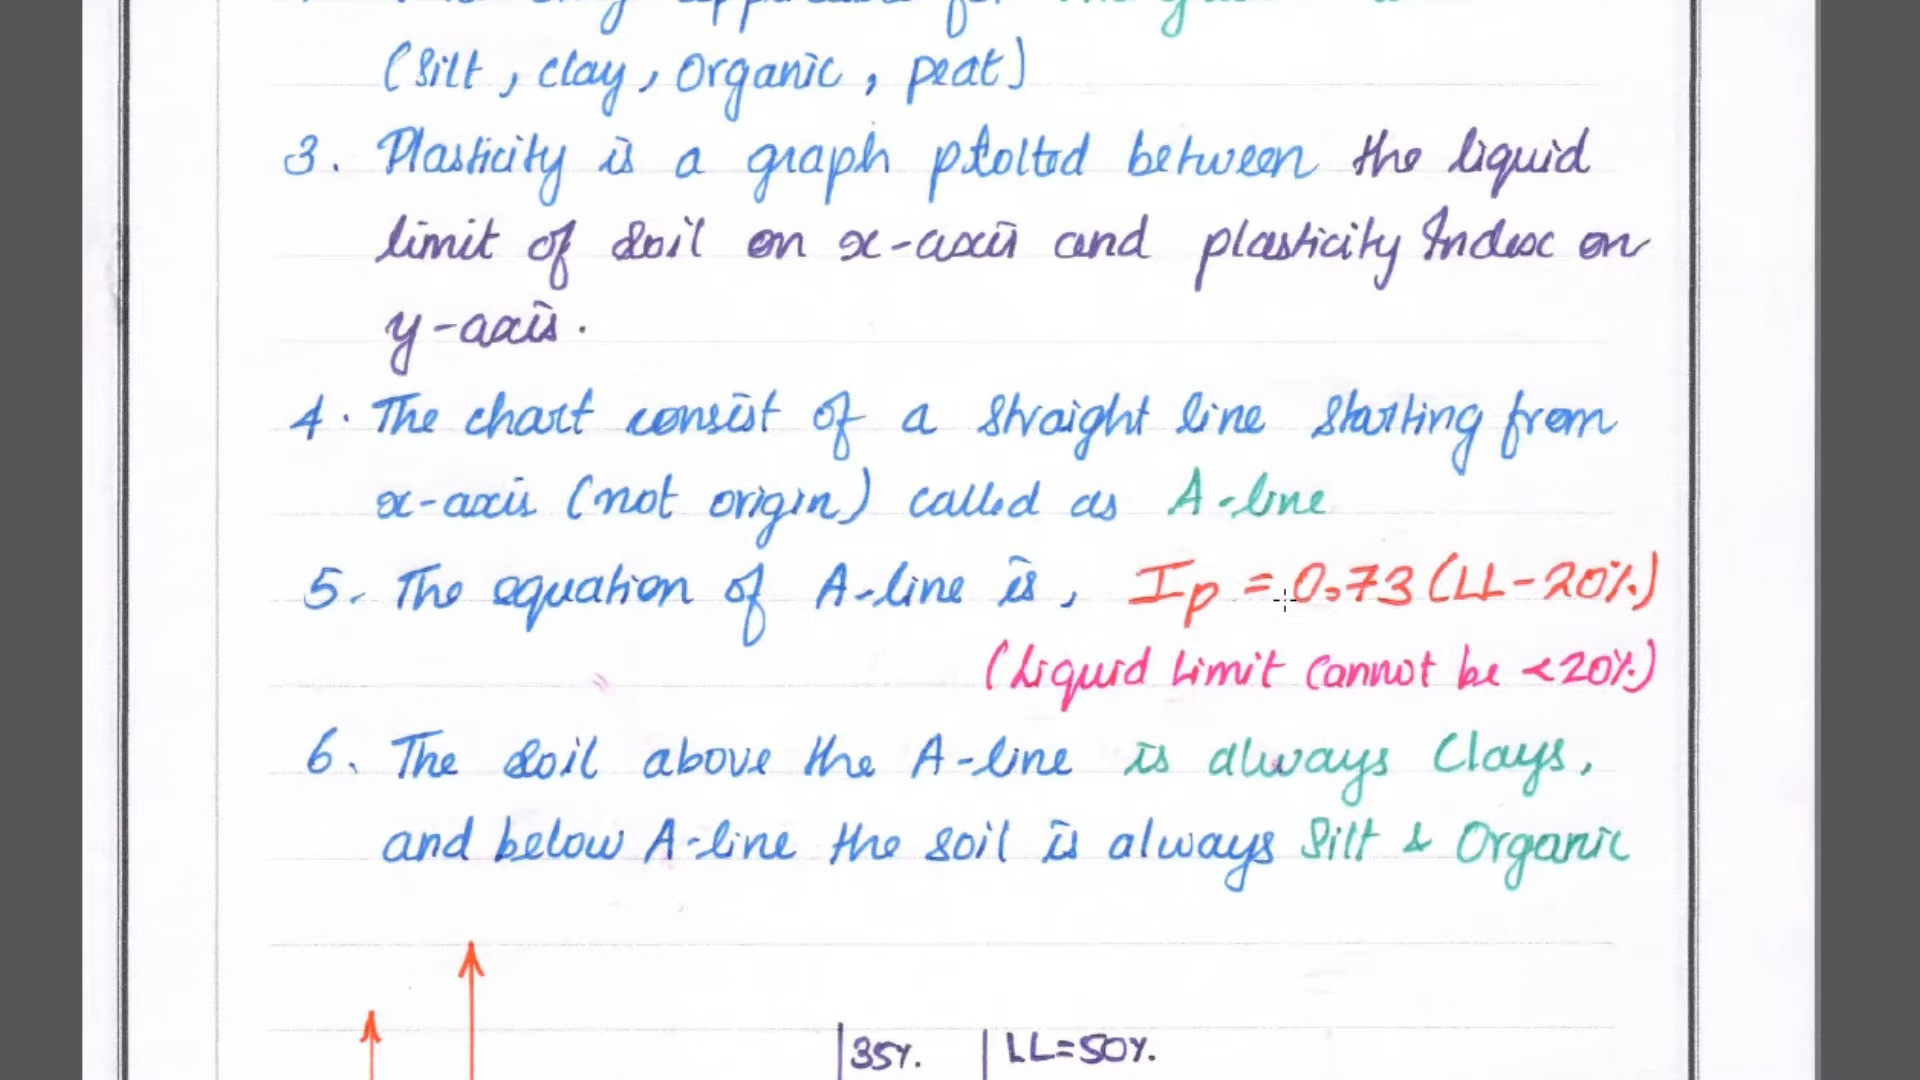 (Silt, clay, Organic, peat)
3. Plasticity is a graph ptolted between the liquid
limit of soil on x-axis and plasticity Index on
y-axis.
4. The chart consist of a straight line starting from
x-axis (not origin) called as A-line
5. The equation of A-line is, Ip = 0.73 (LL-20%)
(Liquid Limit Cannot be <20%)
6. The soil above the A-line is always Clays,
and below A-line the soil is always Silt & Organic
35%. LL=50%.